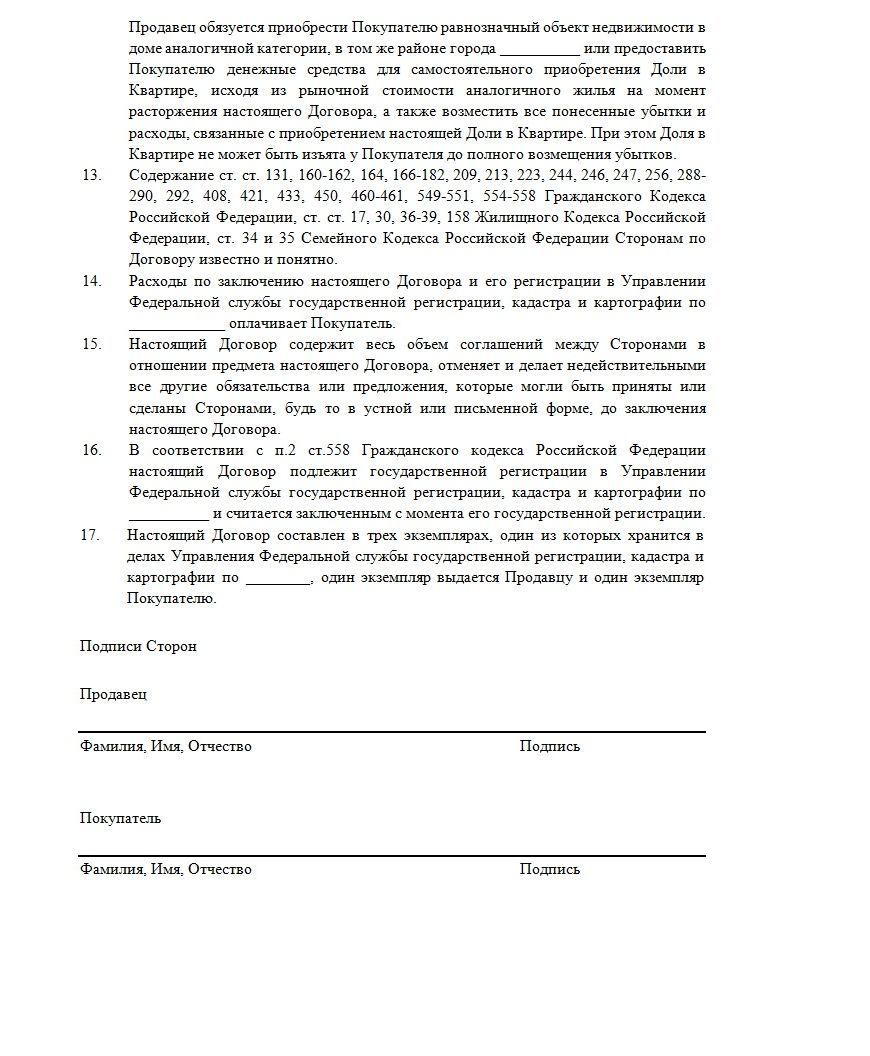 Продавец обязуется приобрести Покупателю равнозначный объект недвижимости в
доме аналогичной категории, в том же районе города __________ или предоставить
Покупателю денежные средства для самостоятельного приобретения Доли в
Квартире, исходя из рыночной стоимости аналогичного жилья на момент
расторжения настоящего Договора, а также возместить все понесенные убытки и
расходы, связанные с приобретением настоящей Доли в Квартире. При этом Доля в
Квартире не может быть изъята у Покупателя до полного возмещения убытков.
13. Содержание ст. ст. 131, 160-162, 164, 166-182, 209, 213, 223, 244, 246, 247, 256, 288-
290, 292, 408, 421, 433, 450, 460-461, 549-551, 554-558 Гражданского Кодекса
Российской Федерации, ст. ст. 17, 30, 36-39, 158 Жилищного Кодекса Российской
Федерации, ст. 34 и 35 Семейного Кодекса Российской Федерации Сторонам по
Договору известно и понятно.
14. Расходы по заключению настоящего Договора и его регистрации в Управлении
Федеральной службы государственной регистрации, кадастра и картографии по
____________ оплачивает Покупатель.
15. Настоящий Договор содержит весь объем соглашений между Сторонами в
отношении предмета настоящего Договора, отменяет и делает недействительными
все другие обязательства или предложения, которые могли быть приняты или
сделаны Сторонами, будь то в устной или письменной форме, до заключения
настоящего Договора.
16. В соответствии с п.2 ст.558 Гражданского кодекса Российской Федерации
настоящий Договор подлежит государственной регистрации в Управлении
Федеральной службы государственной регистрации, кадастра и картографии по
__________ и считается заключенным с момента его государственной регистрации.
17. Настоящий Договор составлен в трех экземплярах, один из которых хранится в
делах Управления Федеральной службы государственной регистрации, кадастра и
картографии по ________, один экземпляр выдается Продавцу и один экземпляр
Покупателю.
Подписи Сторон
Продавец
Фамилия, Имя, Отчество Подпись
Покупатель
Фамилия, Имя, Отчество Подпись